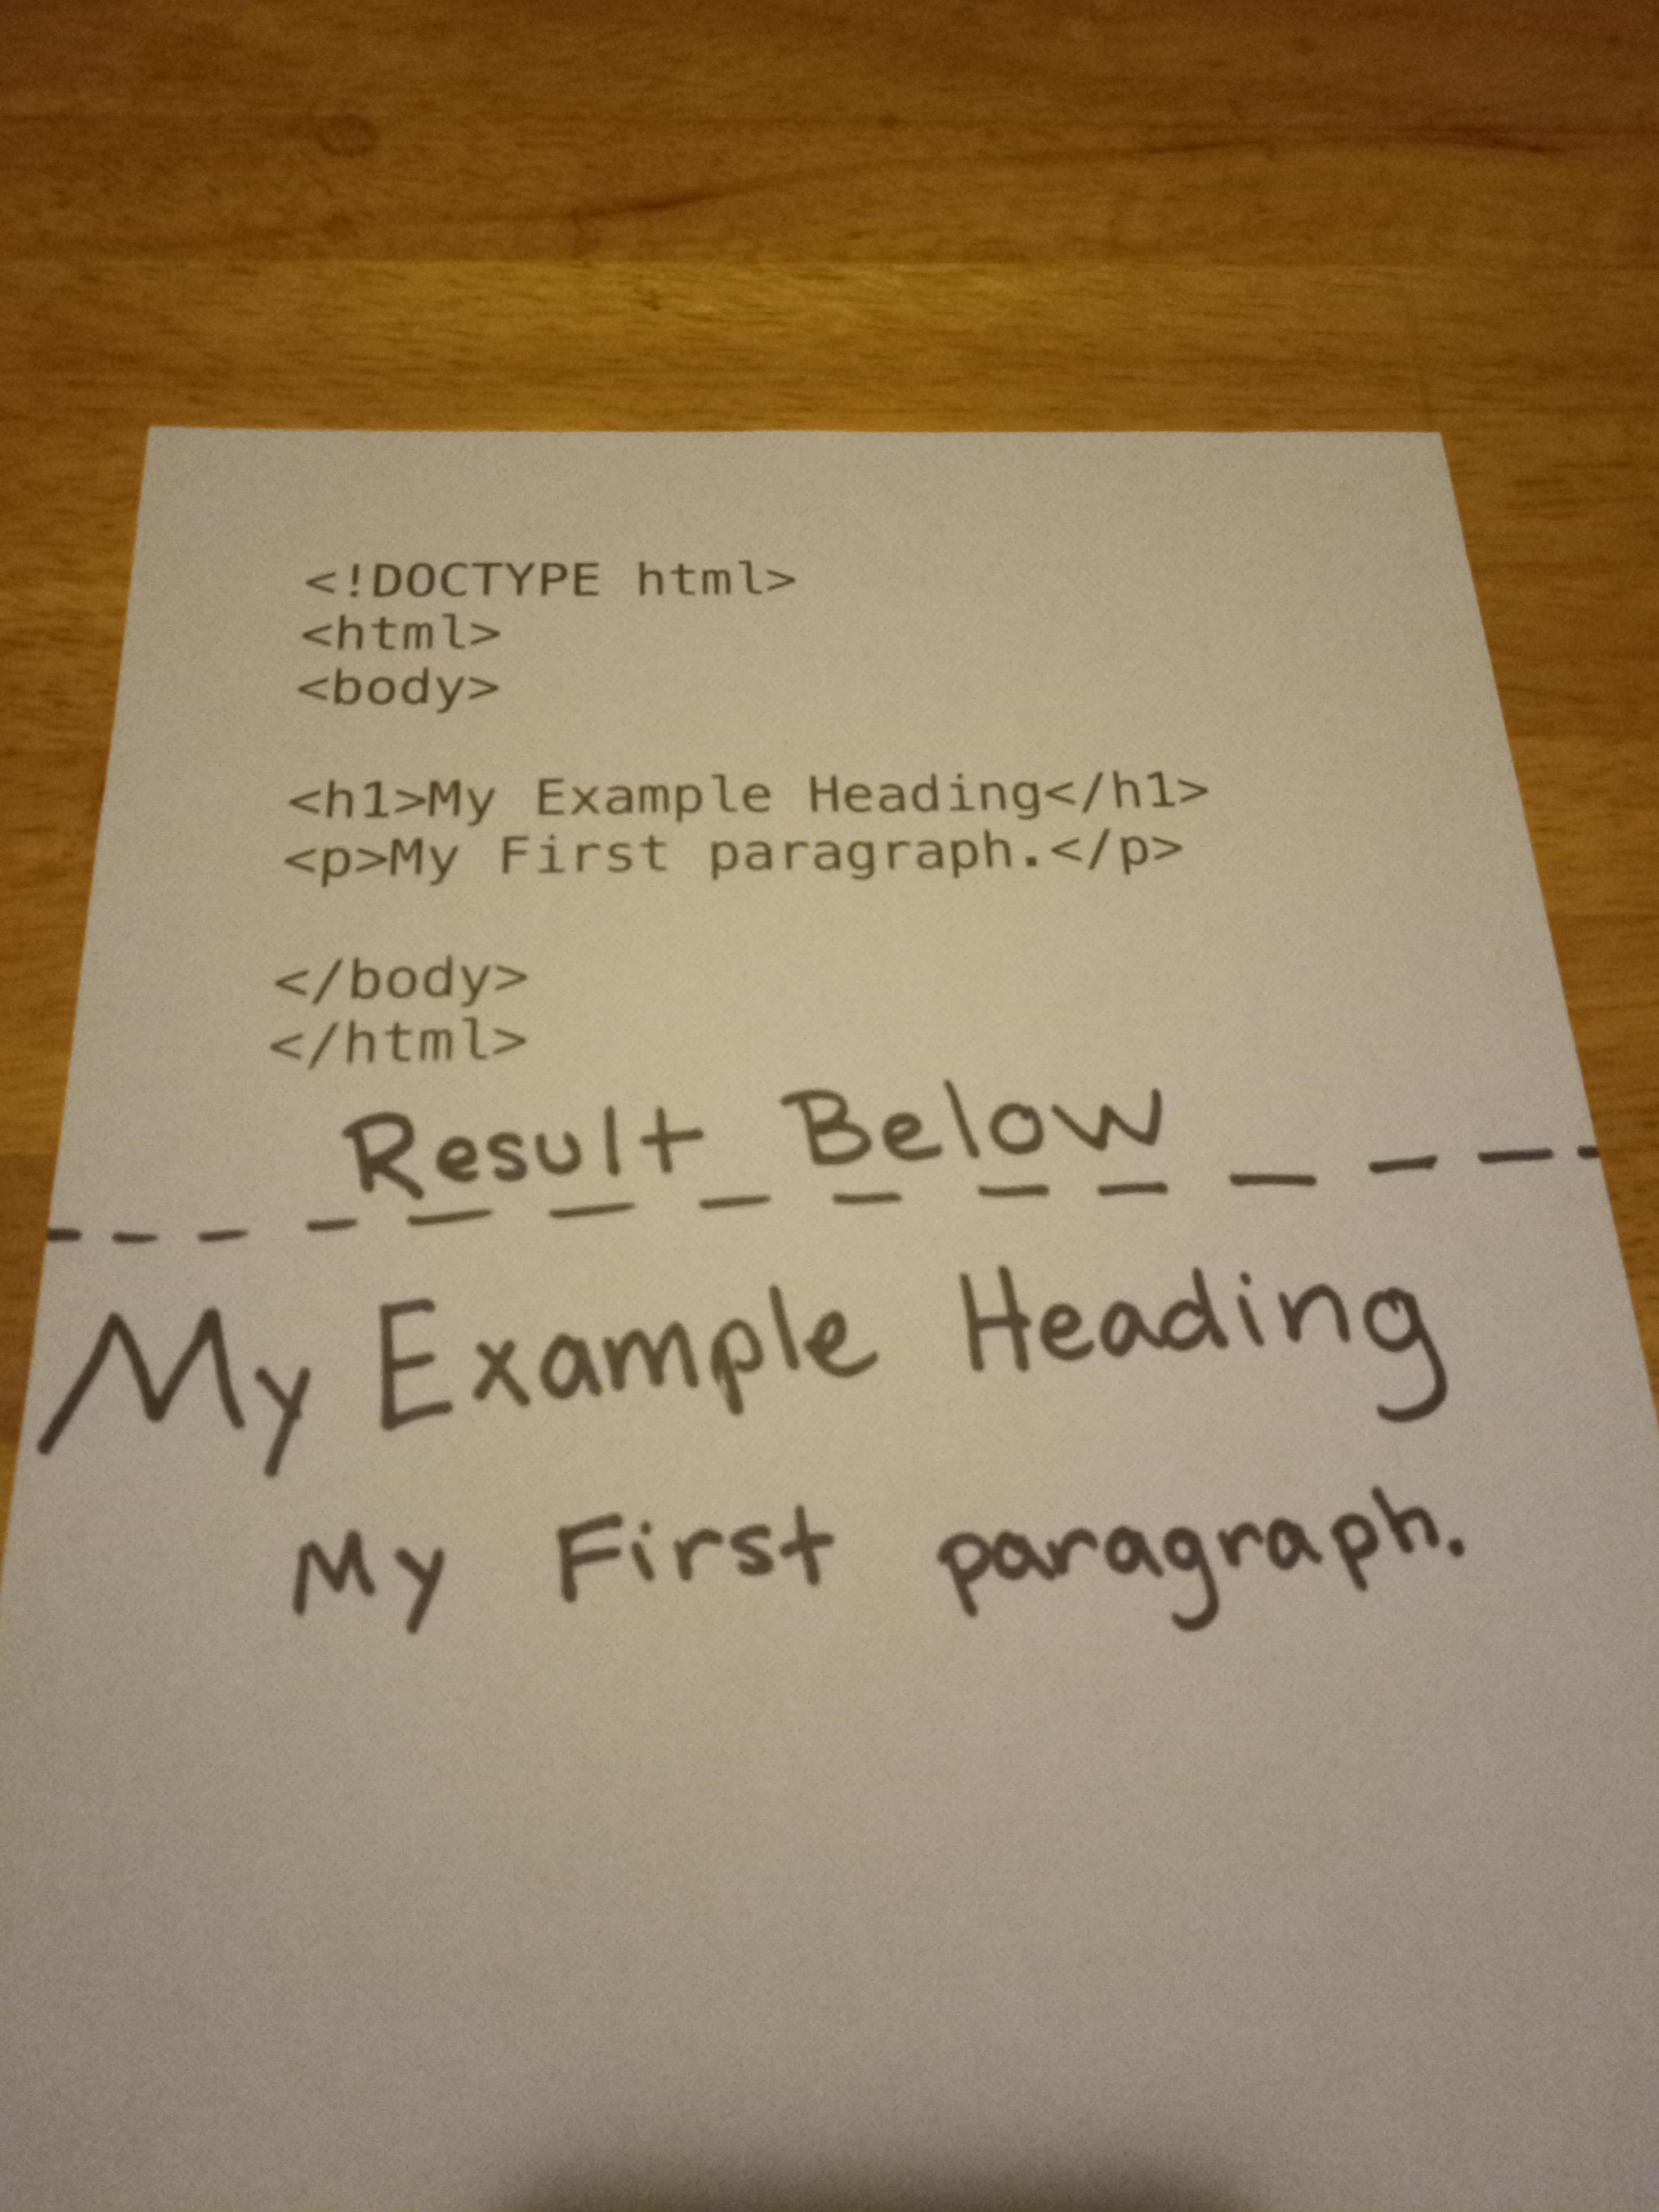 <!DOCTYPE html>
<html>
<body>
<h1>My Example Heading</h1>
<p>My First paragraph.</p>
</body>
</html>
Result Below
My Example Heading
My First paragraph.